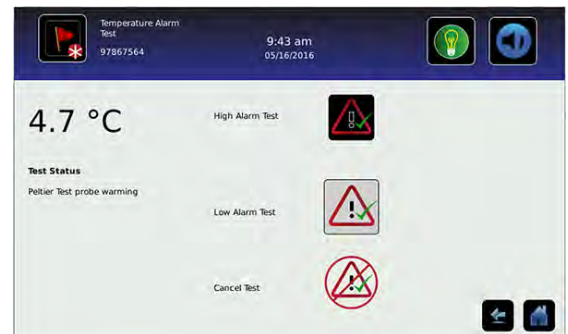 Temperature Alarm
Test
97867564
9:43 am
05/16/2016
4.7 °C
High Alarm Test
Test Status
Peltier Test probe warming
Low Alarm Test
Cancel Test